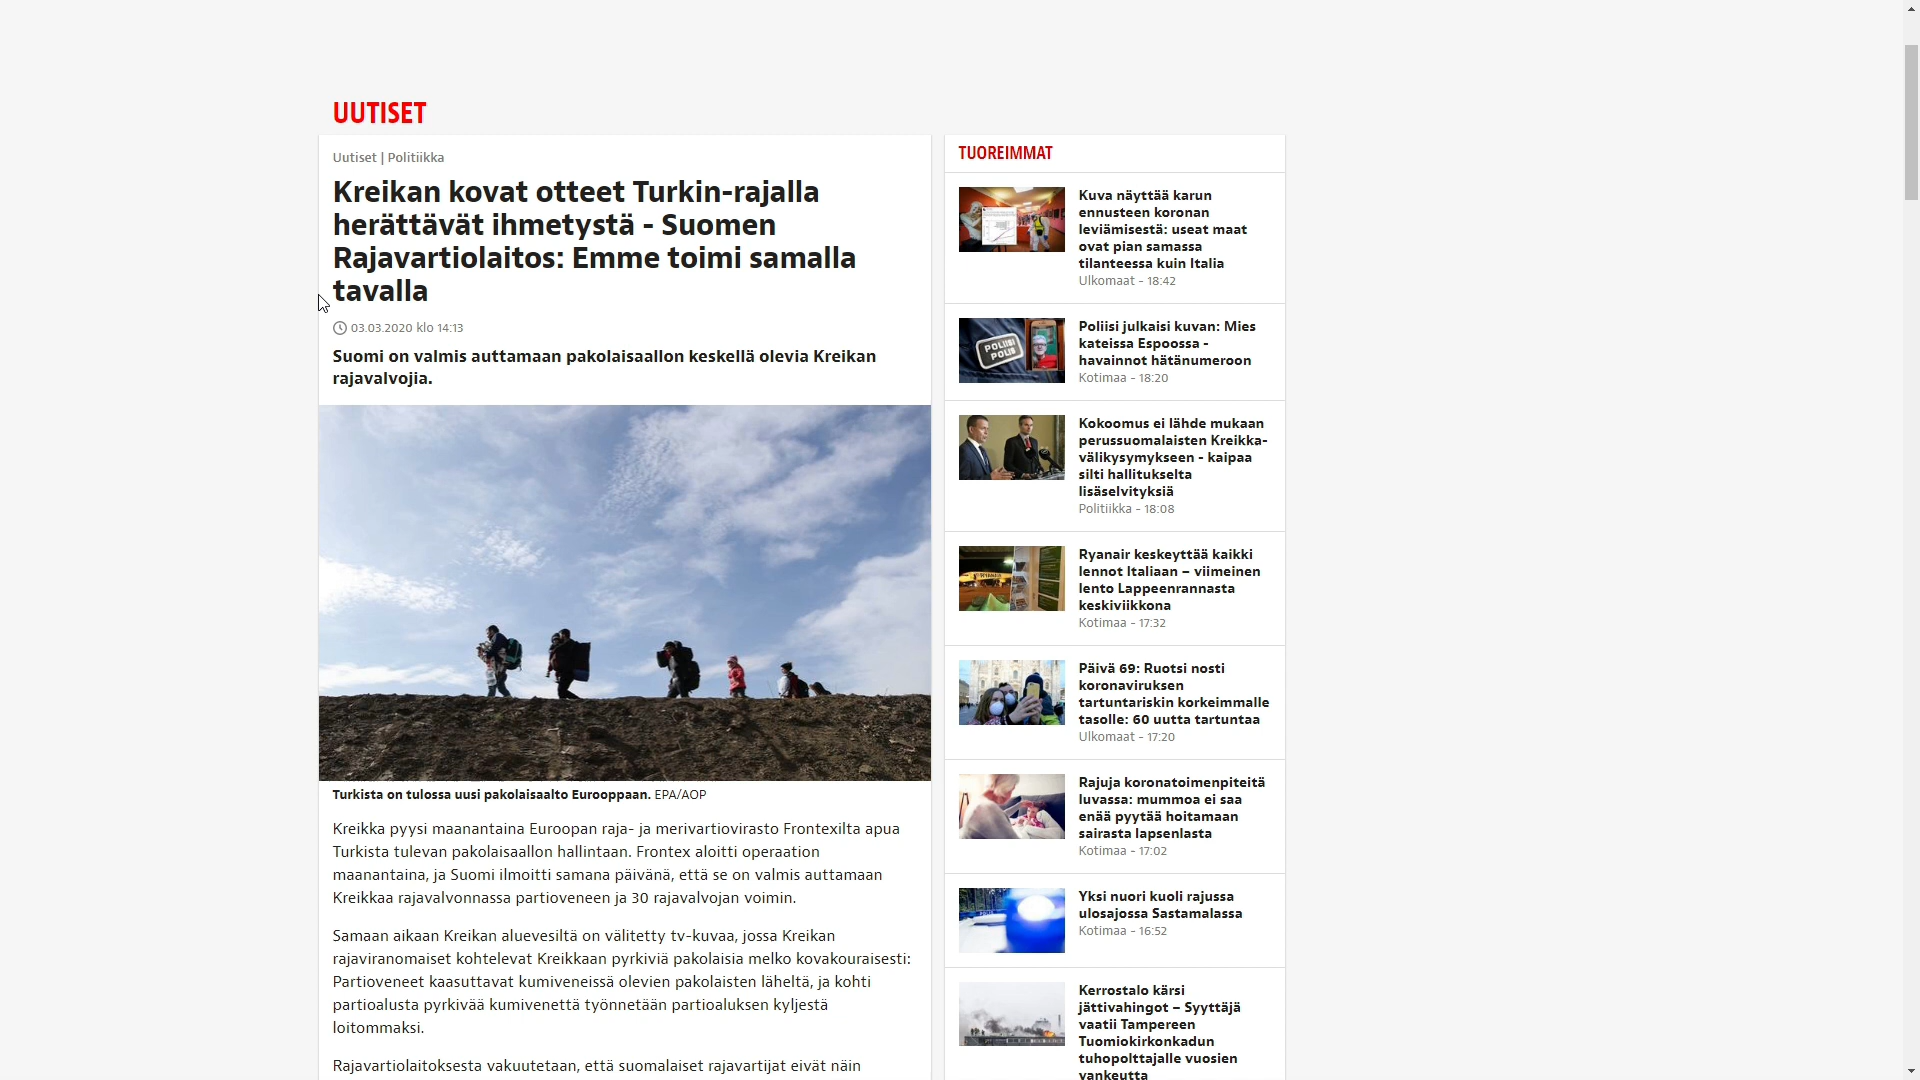 UUTISET
Uutiset | Politiikka
Kreikan kovat otteet Turkin-rajalla
herättävät ihmetystä - Suomen
Rajavartiolaitos: Emme toimi samalla
tavalla
03.03.2020 klo 14:13
Suomi on valmis auttamaan pakolaisaallon keskellä olevia Kreikan
rajavalvojia.
Turkista on tulossa uusi pakolaisaalto Eurooppaan. EPA/AOP
Kreikka pyysi maanantaina Euroopan raja- ja merivartiovirasto Frontexilta apua
Turkista tulevan pakolaisaallon hallintaan. Frontex aloitti operaation
maanantaina, ja Suomi ilmoitti samana päivänä, että se on valmis auttamaan
Kreikkaa rajavalvonnassa partioveneen ja 30 rajavalvojan voimin.
Samaan aikaan Kreikan aluevesiltä on välitetty tv-kuvaa, jossa Kreikan
rajaviranomaiset kohtelevat Kreikkaan pyrkiviä pakolaisia melko kovakouraisesti:
Partioveneet kaasuttavat kumiveneissä olevien pakolaisten läheltä, ja kohti
partioalusta pyrkivää kumivenettä työnnetään partioaluksen kyljestä
loitommaksi.
Rajavartiolaitoksesta vakuutetaan, että suomalaiset rajavartijat eivät näin
TUOREIMMAT
Kuva näyttää karun
ennusteen koronan
leviämisestä: useat maat
ovat pian samassa
tilanteessa kuin Italia
Ulkomaat - 18:42
POLIISI
POLIS
Poliisi julkaisi kuvan: Mies
kateissa Espoossa -
havainnot hätänumeroon
Kotimaa - 18:20
Kokoomus ei lähde mukaan
perussuomalaisten Kreikka-
välikysymykseen - kaipaa
silti hallitukselta
lisäselvityksiä
Politiikka - 18:08
Ryanair keskeyttää kaikki
lennot Italiaan – viimeinen
lento Lappeenrannasta
keskiviikkona
Kotimaa - 17:32
Päivä 69: Ruotsi nosti
koronaviruksen
tartuntariskin korkeimmalle
tasolle: 60 uutta tartuntaa
Ulkomaat - 17:20
Rajuja koronatoimenpiteitä
luvassa: mummoa ei saa
enää pyytää hoitamaan
sairasta lapsenlasta
Kotimaa - 17:02
Yksi nuori kuoli rajussa
ulosajossa Sastamalassa
Kotimaa - 16:52
Kerrostalo kärsi
jättivahingot – Syyttäjä
vaatii Tampereen
Tuomiokirkonkadun
tuhopolttajalle vuosien
vankeutta